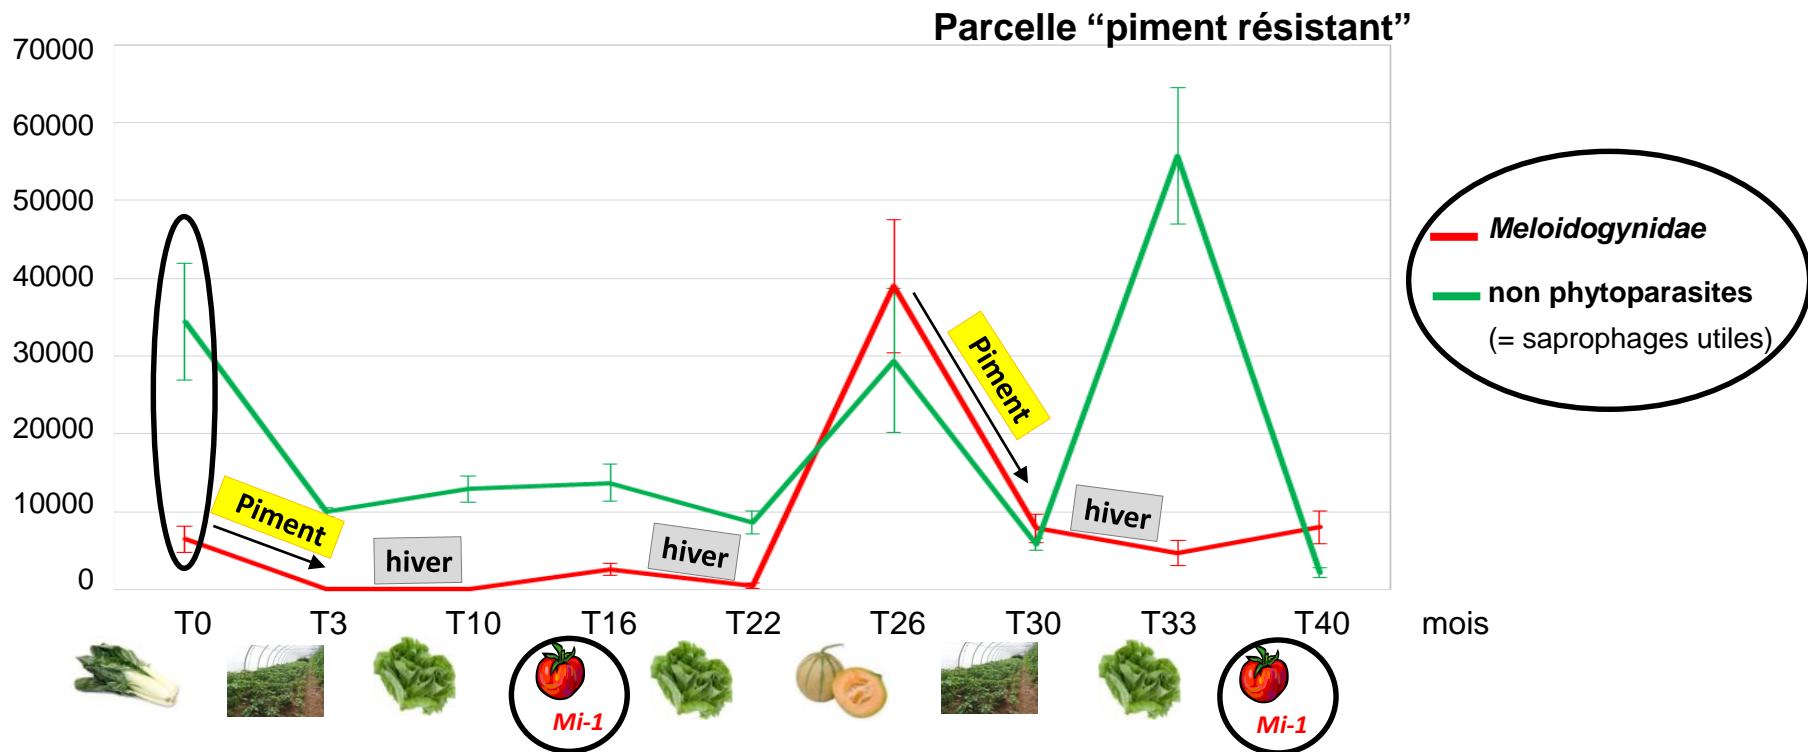 Parcelle “piment résistant”
70000
60000
50000
40000
30000
20000
10000
0
Piment
hiver
hiver
Piment
hiver
T0 T3 T10 T16 T22 T26 T30 T33 T40 mois
Mi-1
Mi-1
Meloidogynidae
non phytoparasites
(= saprophages utiles)